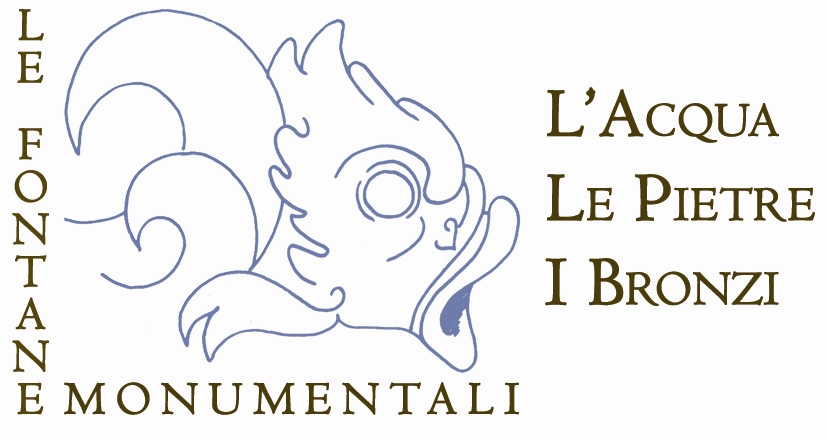 LE FONTANE
MONUMENTALI
L'ACQUA
LE PIETRE
I BRONZI